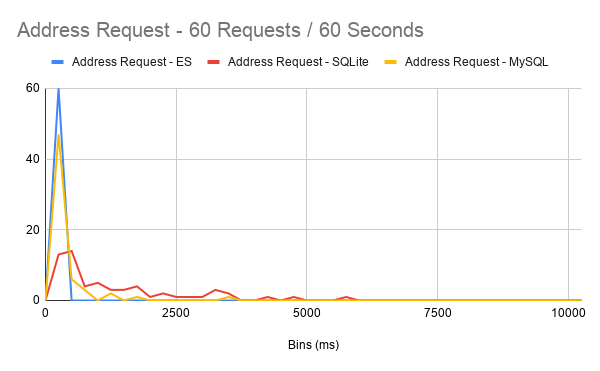 Address Request - 60 Requests / 60 Seconds
Address Request - ES Address Request - SQLite Address Request - MySQL
60
40
20
0
0 2500 5000 7500 10000
Bins (ms)